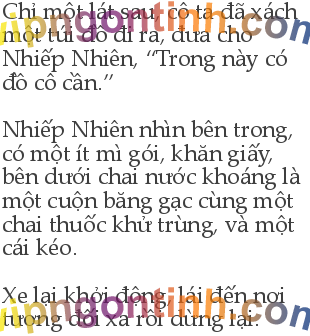 Chỉ một lát sau, cô ta đã xách
một túi đồ đi ra, đưa cho
Nhiếp Nhiên, “Trong này có
đồ cô cần.”
Nhiếp Nhiên nhìn bên trong,
có một ít mì gói, khăn giấy,
bên dưới chai nước khoáng là
một cuộn băng gạc cùng một
chai thuốc khử trùng, và một
cái kéo.
Xe lại khởi động, lái đến nơi
tương đối xa rồi dừng lại.